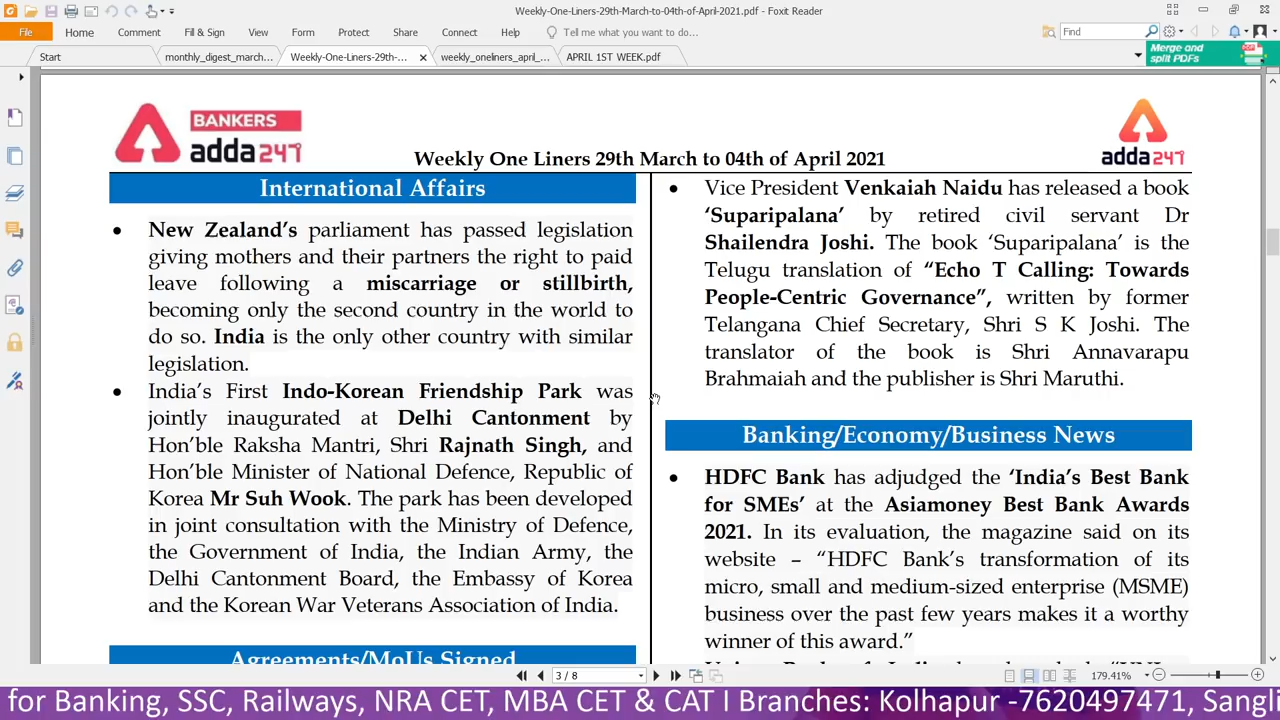 Weekly-One-Liners-29th-March-to-04th-of-April-2021.pdf - Foxit Reader
File Home Comment Fill & Sign View Form Protect Share Connect Help Tell me what you want to do... Find
Start monthly_digest_march... Weekly-One-Liners-29th-... weekly_oneliners_april_... APRIL 1ST WEEK.pdf
Merge and
split PDFs
BANKERS
adda247
Weekly One Liners 29th March to 04th of April 2021
adda247
International Affairs
• New Zealand's parliament has passed legislation
giving mothers and their partners the right to paid
leave following a miscarriage or stillbirth,
becoming only the second country in the world to
do so. India is the only other country with similar
legislation.
• India's First Indo-Korean Friendship Park was
jointly inaugurated at Delhi Cantonment by
Hon'ble Raksha Mantri, Shri Rajnath Singh, and
Hon'ble Minister of National Defence, Republic of
Korea Mr Suh Wook. The park has been developed
in joint consultation with the Ministry of Defence,
the Government of India, the Indian Army, the
Delhi Cantonment Board, the Embassy of Korea
and the Korean War Veterans Association of India.
Agreements/MoUs Signed
• Vice President Venkaiah Naidu has released a book
'Suparipalana' by retired civil servant Dr
Shailendra Joshi. The book 'Suparipalana' is the
Telugu translation of "Echo T Calling: Towards
People-Centric Governance", written by former
Telangana Chief Secretary, Shri S K Joshi. The
translator of the book is Shri Annavarapu
Brahmaiah and the publisher is Shri Maruthi.
Banking/Economy/Business News
• HDFC Bank has adjudged the 'India's Best Bank
for SMEs' at the Asiamoney Best Bank Awards
2021. In its evaluation, the magazine said on its
website – "HDFC Bank's transformation of its
micro, small and medium-sized enterprise (MSME)
business over the past few years makes it a worthy
winner of this award."
3 / 8
179.41%
for Banking, SSC, Railways, NRA CET, MBA CET & CAT I Branches: Kolhapur -7620497471, Sangli